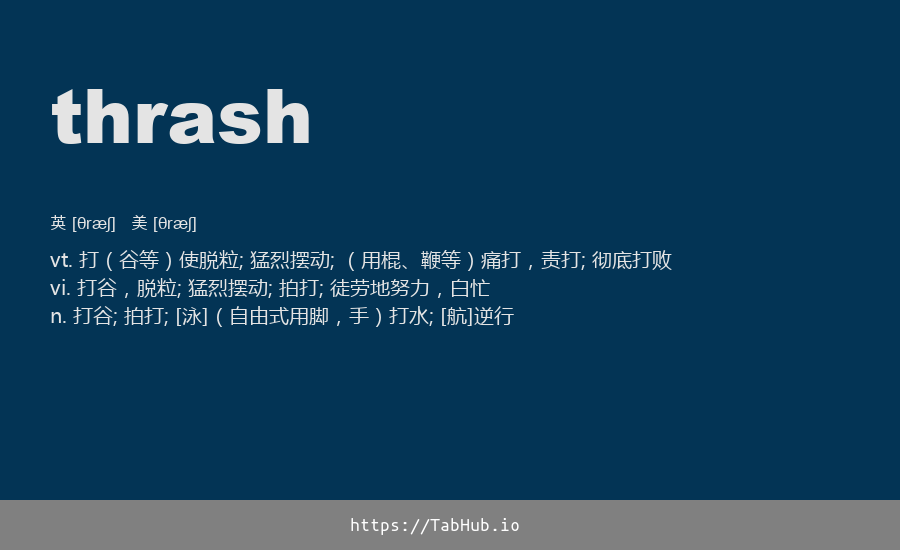 thrash
英 [θræʃ] 美 [θræʃ]
vt. 打（谷等）使脱粒; 猛烈摆动; （用棍、鞭等）痛打，责打; 彻底打败
vi. 打谷，脱粒; 猛烈摆动; 拍打; 徒劳地努力，白忙
n. 打谷; 拍打; [泳]（自由式用脚，手）打水; [航]逆行
https://TabHub.io